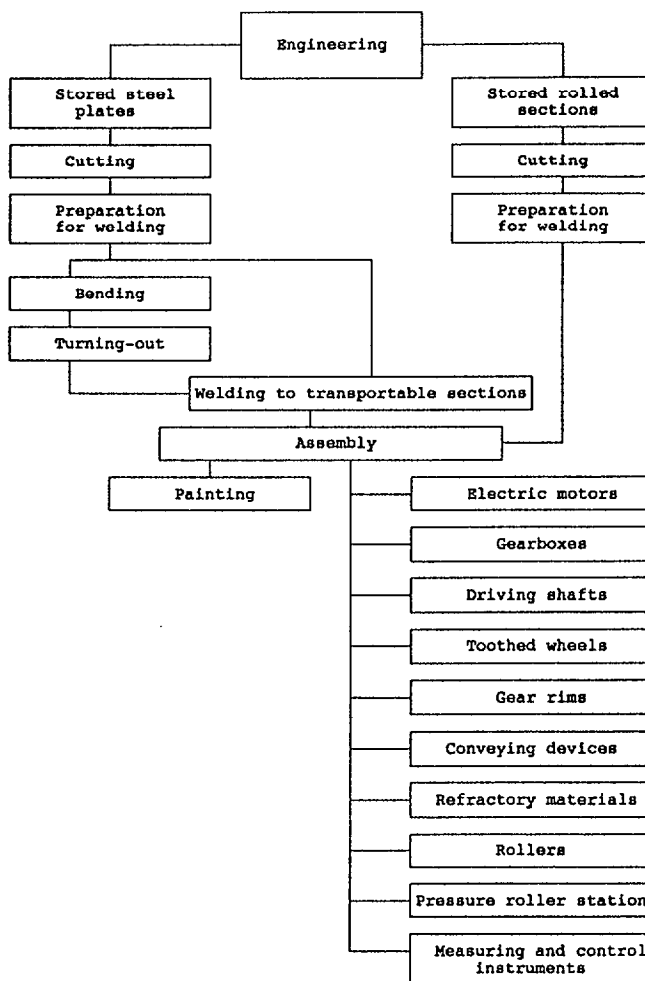 Engineering
Stored steel
plates
Stored rolled
sections
Cutting
Cutting
Preparation
for welding
Preparation
for welding
Bending
Turning-out
Welding to transportable sections
Assembly
Painting
Electric motors
Gearboxes
Driving shafts
Toothed wheels
Gear rims
Conveying devices
Refractory materials
Rollers
Pressure roller station
Measuring and control
instruments